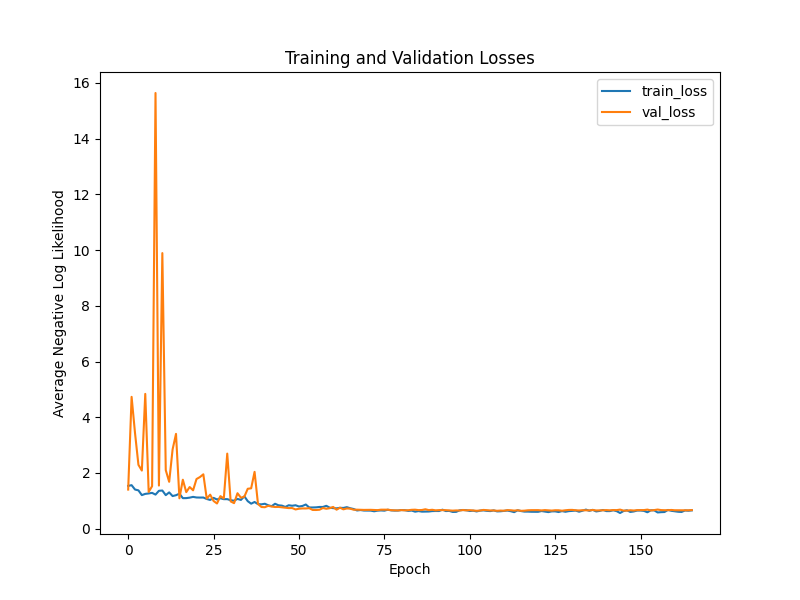 Training and Validation Losses
train_loss
val_loss
Average Negative Log Likelihood
16
14
12
10
8
6
4
2
0
0 25 50 75 100 125 150
Epoch